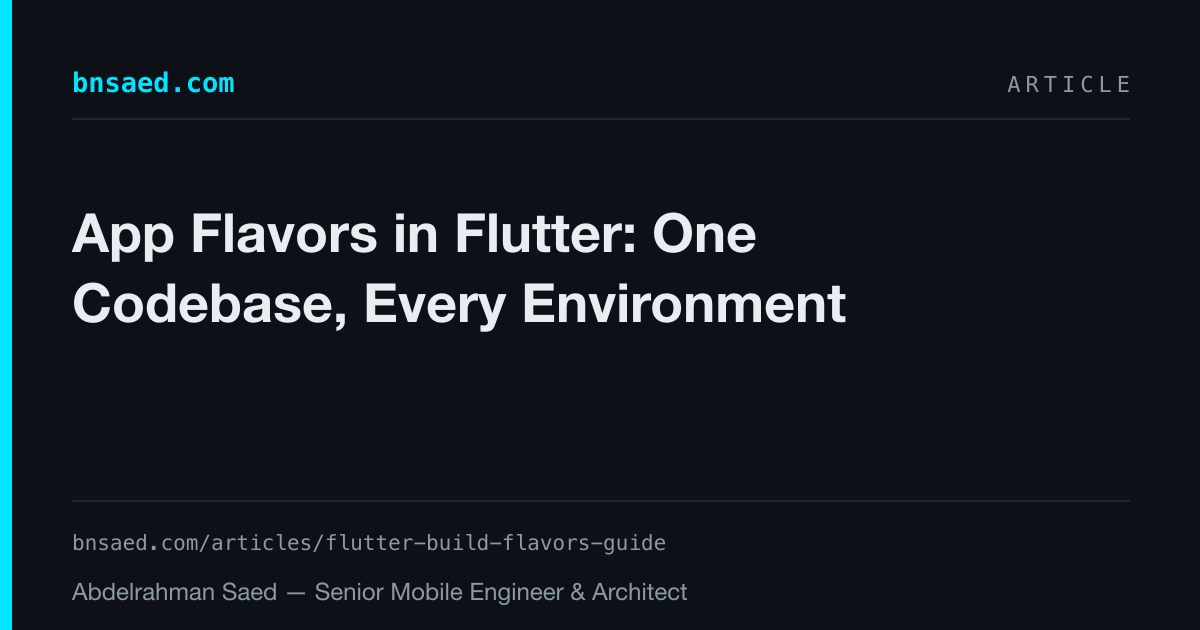 bnsaed.com
ARTICLE
App Flavors in Flutter: One
Codebase, Every Environment
bnsaed.com/articles/flutter-build-flavors-guide
Abdelrahman Saed — Senior Mobile Engineer & Architect